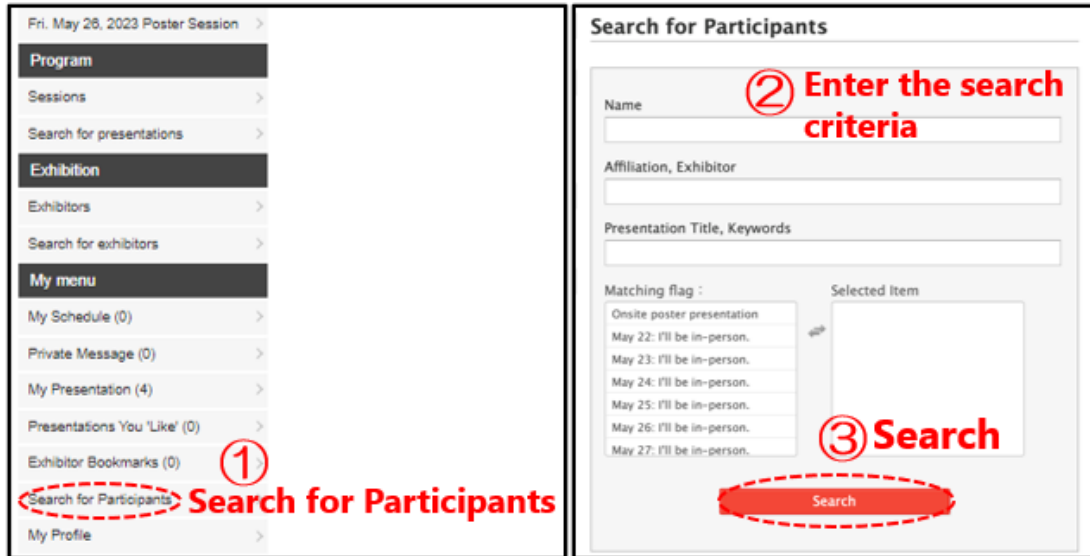 Fri. May 26, 2023 Poster Session
Program
Sessions
Search for presentations
Exhibition
Exhibitors
Search for exhibitors
My menu
My Schedule (0)
Private Message (0)
My Presentation (4)
Presentations You 'Like' (0)
Exhibitor Bookmarks (0)
①
Search for Participants
Search for Participants
My Profile
Search for Participants
② Enter the search
criteria
Name
Affiliation, Exhibitor
Presentation Title, Keywords
Matching flag :
Selected Item
Onsite poster presentation
May 22: I'll be in-person.
May 23: I'll be in-person.
May 24: I'll be in-person.
May 25: I'll be in-person.
May 26: I'll be in-person.
May 27: I'll be in-person.
③ Search
Search